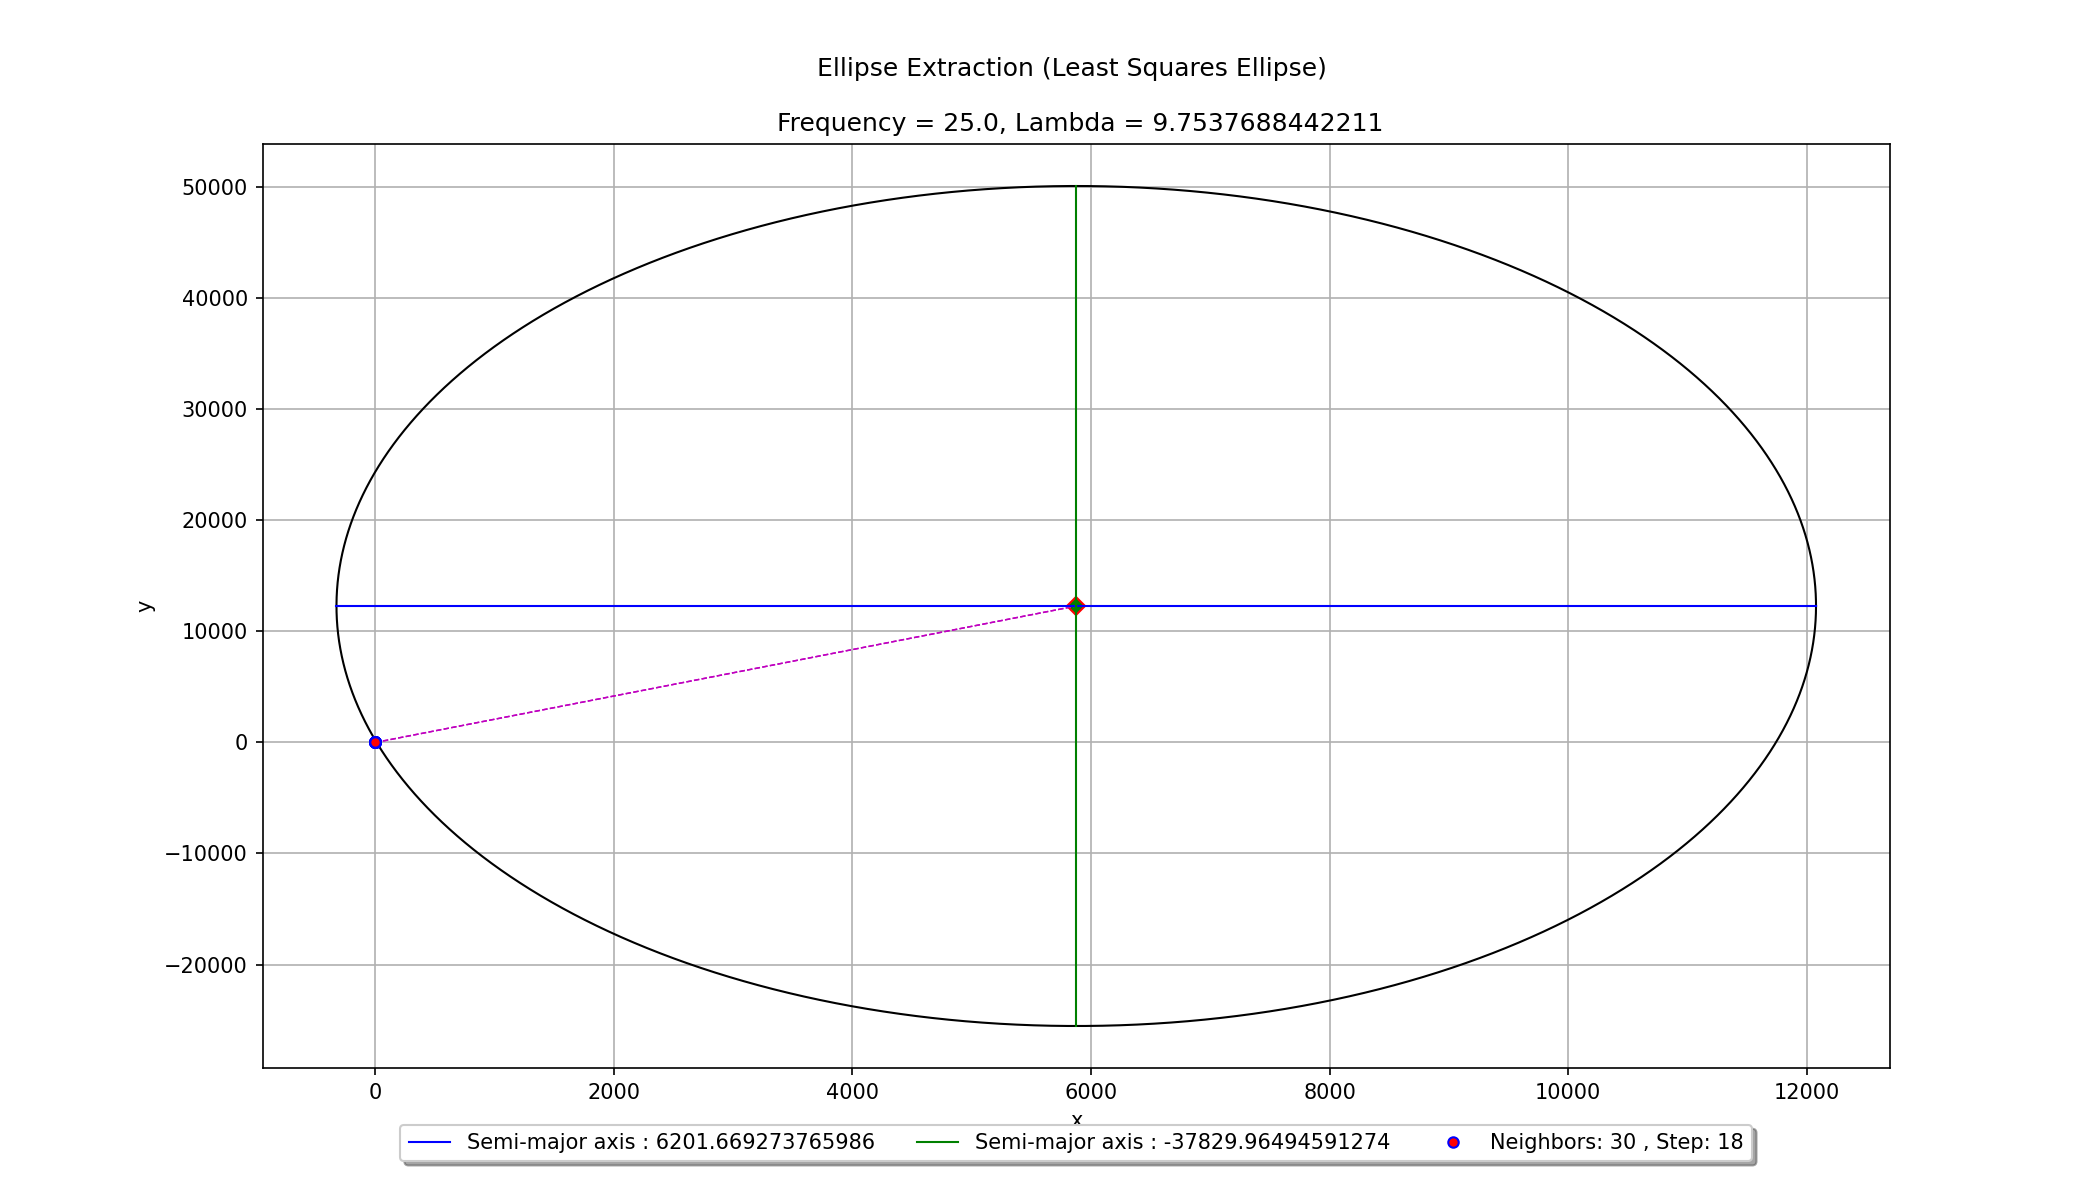 Ellipse Extraction (Least Squares Ellipse)
Frequency = 25.0, Lambda = 9.7537688442211
50000
40000
30000
20000
10000
0
−10000
−20000
y
0 2000 4000 6000 8000 10000 12000
x
Semi-major axis : 6201.669273765986 Semi-major axis : -37829.96494591274 Neighbors: 30 , Step: 18